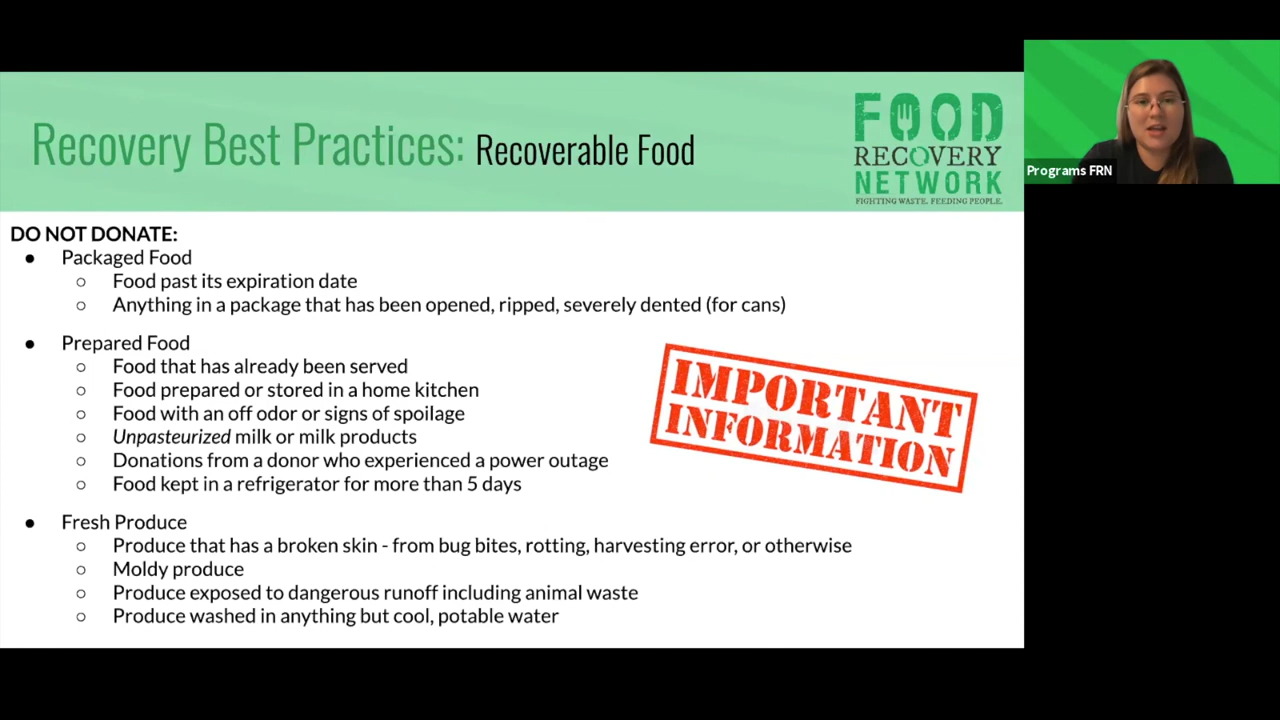 Recovery Best Practices: Recoverable Food
FOOD
RECOVERY
NETWORK
FIGHTING WASTE. FEEDING PEOPLE.
Programs FRN
DO NOT DONATE:
● Packaged Food
○ Food past its expiration date
○ Anything in a package that has been opened, ripped, severely dented (for cans)
● Prepared Food
○ Food that has already been served
○ Food prepared or stored in a home kitchen
○ Food with an off odor or signs of spoilage
○ Unpasteurized milk or milk products
○ Donations from a donor who experienced a power outage
○ Food kept in a refrigerator for more than 5 days
IMPORTANT
INFORMATION
● Fresh Produce
○ Produce that has a broken skin - from bug bites, rotting, harvesting error, or otherwise
○ Moldy produce
○ Produce exposed to dangerous runoff including animal waste
○ Produce washed in anything but cool, potable water